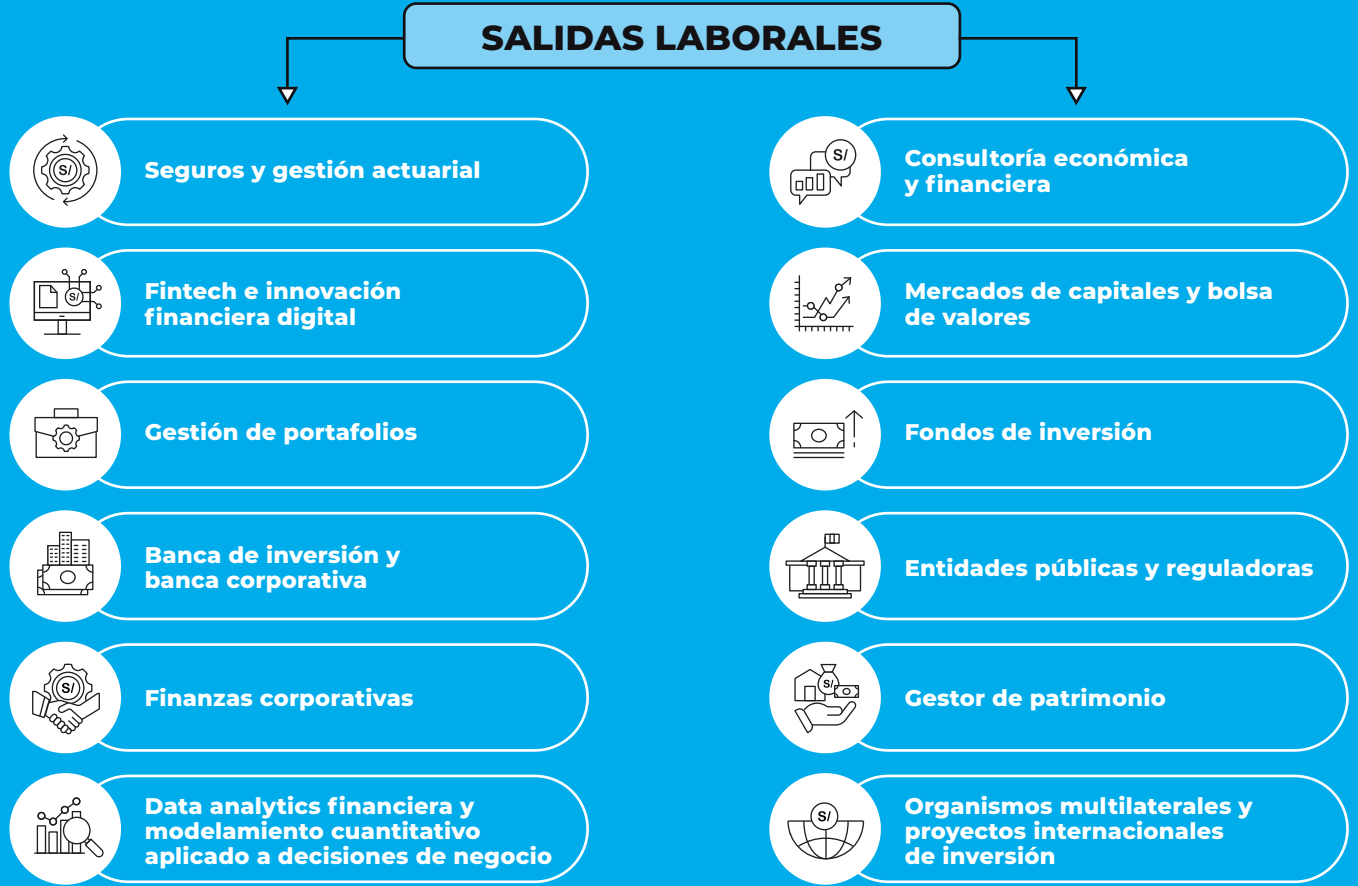 SALIDAS LABORALES
S/
Seguros y gestión actuarial
S/
Fintech e innovación
financiera digital
Gestión de portafolios
Banca de inversión y
banca corporativa
S/
Finanzas corporativas
Data analytics financiera y
modelamiento cuantitativo
aplicado a decisiones de negocio
S/
Consultoría económica
y financiera
Mercados de capitales y bolsa
de valores
Fondos de inversión
Entidades públicas y reguladoras
S/
Gestor de patrimonio
S/
Organismos multilaterales y
proyectos internacionales
de inversión